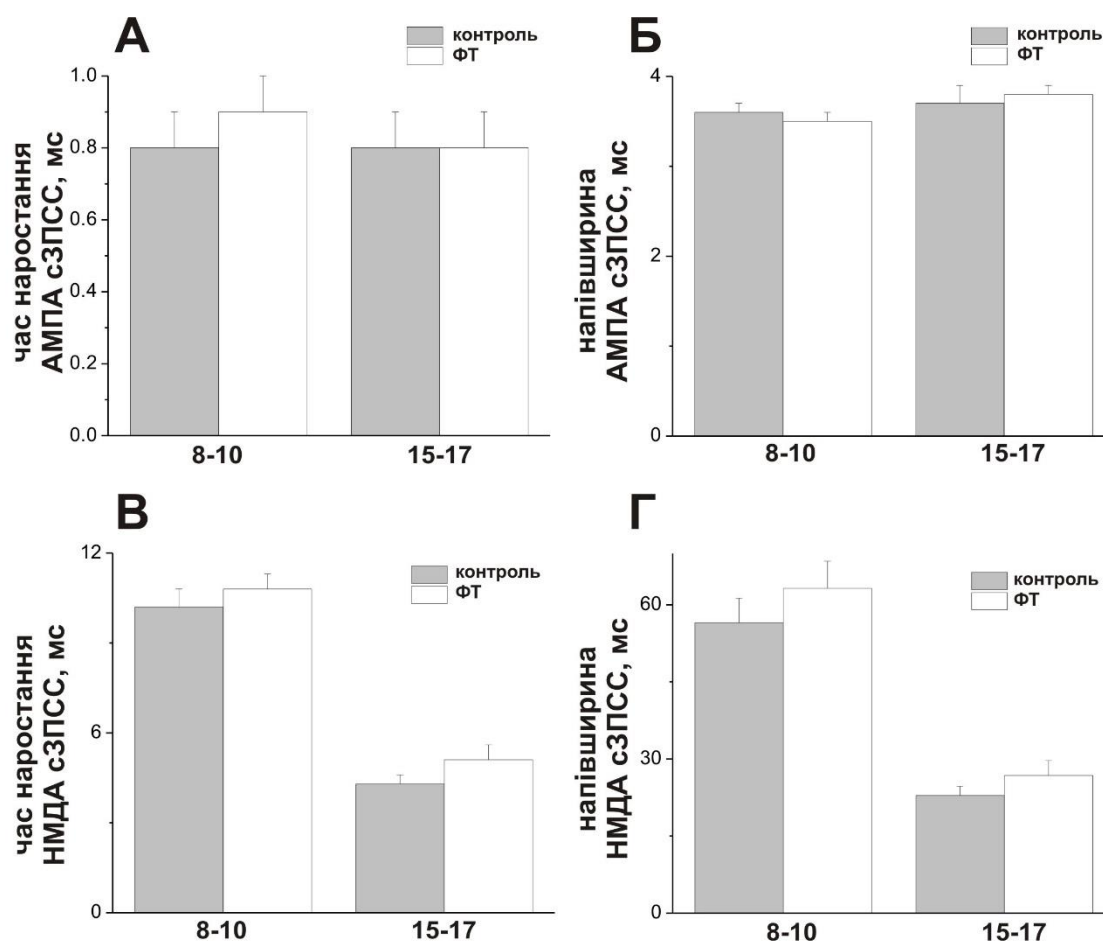 А
контроль
ФТ
час наростання
АМПА сЗПСС, мс
1.0
0.8
0.6
0.4
0.2
0.0
8-10
15-17
Б
контроль
ФТ
напівширина
АМПА сЗПСС, мс
4
2
0
8-10
15-17
В
контроль
ФТ
час наростання
НМДА сЗПСС, мс
12
6
0
8-10
15-17
Г
контроль
ФТ
напівширина
НМДА сЗПСС, мс
60
30
0
8-10
15-17